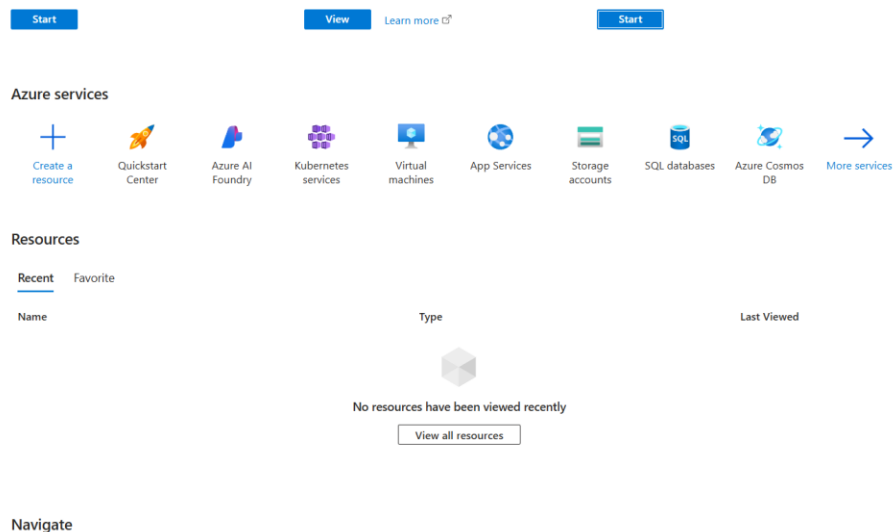 Start
View
Learn more
Start
Azure services
Create a
resource
Quickstart
Center
Azure AI
Foundry
Kubernetes
services
Virtual
machines
App Services
Storage
accounts
SQL
SQL databases
Azure Cosmos
DB
More services
Resources
Recent Favorite
Name Type Last Viewed
No resources have been viewed recently
View all resources
Navigate